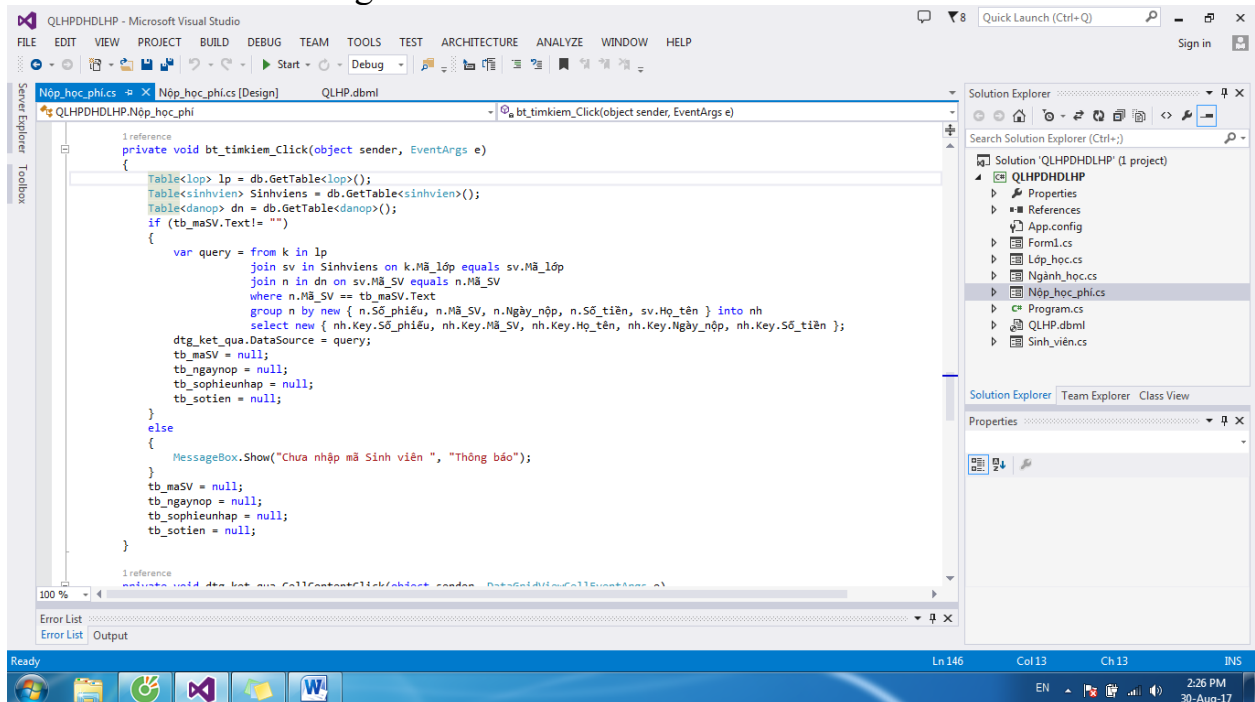 QLHPDHDLHP - Microsoft Visual Studio
8
Quick Launch (Ctrl+Q)
FILE EDIT VIEW PROJECT BUILD DEBUG TEAM TOOLS TEST ARCHITECTURE ANALYZE WINDOW HELP
Sign in
Start Debug
Server Explorer
Toolbox
Nộp_học_phí.cs Nộp_học_phí.cs [Design] QLHP.dbml
QLHPDHDLHP.Nộp_học_phí
bt_timkiem_Click(object sender, EventArgs e)
1 reference
private void bt_timkiem_Click(object sender, EventArgs e)
{
Table<lop> lp = db.GetTable<lop>();
Table<sinhvien> Sinhviens = db.GetTable<sinhvien>();
Table<danop> dn = db.GetTable<danop>();
if (tb_maSV.Text!= "")
{
var query = from k in lp
join sv in Sinhviens on k.Mã_lớp equals sv.Mã_lớp
join n in dn on sv.Mã_SV equals n.Mã_SV
where n.Mã_SV == tb_maSV.Text
group n by new { n.Số_phiếu, n.Mã_SV, n.Ngày_nộp, n.Số_tiền, sv.Họ_tên } into nh
select new { nh.Key.Số_phiếu, nh.Key.Mã_SV, nh.Key.Họ_tên, nh.Key.Ngày_nộp, nh.Key.Số_tiền };
dtg_ket_qua.DataSource = query;
tb_maSV = null;
tb_ngaynop = null;
tb_sophieunhap = null;
tb_sotien = null;
}
else
{
MessageBox.Show("Chưa nhập mã Sinh viên ", "Thông báo");
}
tb_maSV = null;
tb_ngaynop = null;
tb_sophieunhap = null;
tb_sotien = null;
}
1 reference
private void dtg_ket_qua_CellContentClick(object sender, DataGridViewCellEventArgs e)
100 %
Error List
Error List Output
Solution Explorer
Search Solution Explorer (Ctrl+;)
Solution 'QLHPDHDLHP' (1 project)
QLHPDHDLHP
Properties
References
App.config
Form1.cs
Lớp_học.cs
Ngành_học.cs
Nộp_học_phí.cs
Program.cs
QLHP.dbml
Sinh_viên.cs
Solution Explorer Team Explorer Class View
Properties
Ready
Ln 146 Col 13 Ch 13 INS
EN
2:26 PM
30-Aug-17